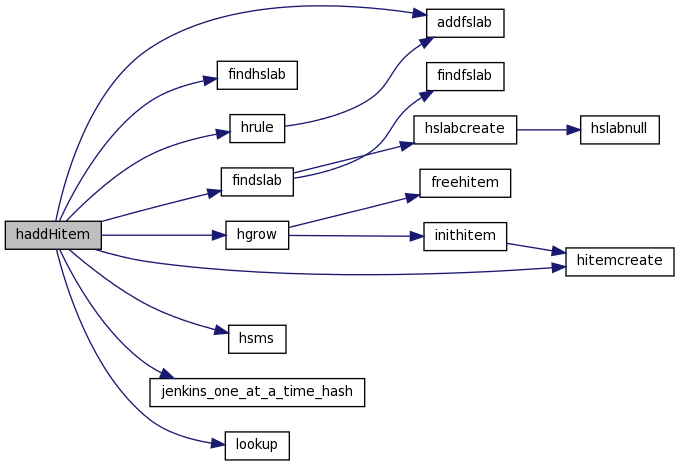 addfslab
findhslab
findfslab
hrule
hslabcreate
hslabnull
findslab
freehitem
haddHitem
hgrow
inithitem
hitemcreate
hsms
jenkins_one_at_a_time_hash
lookup